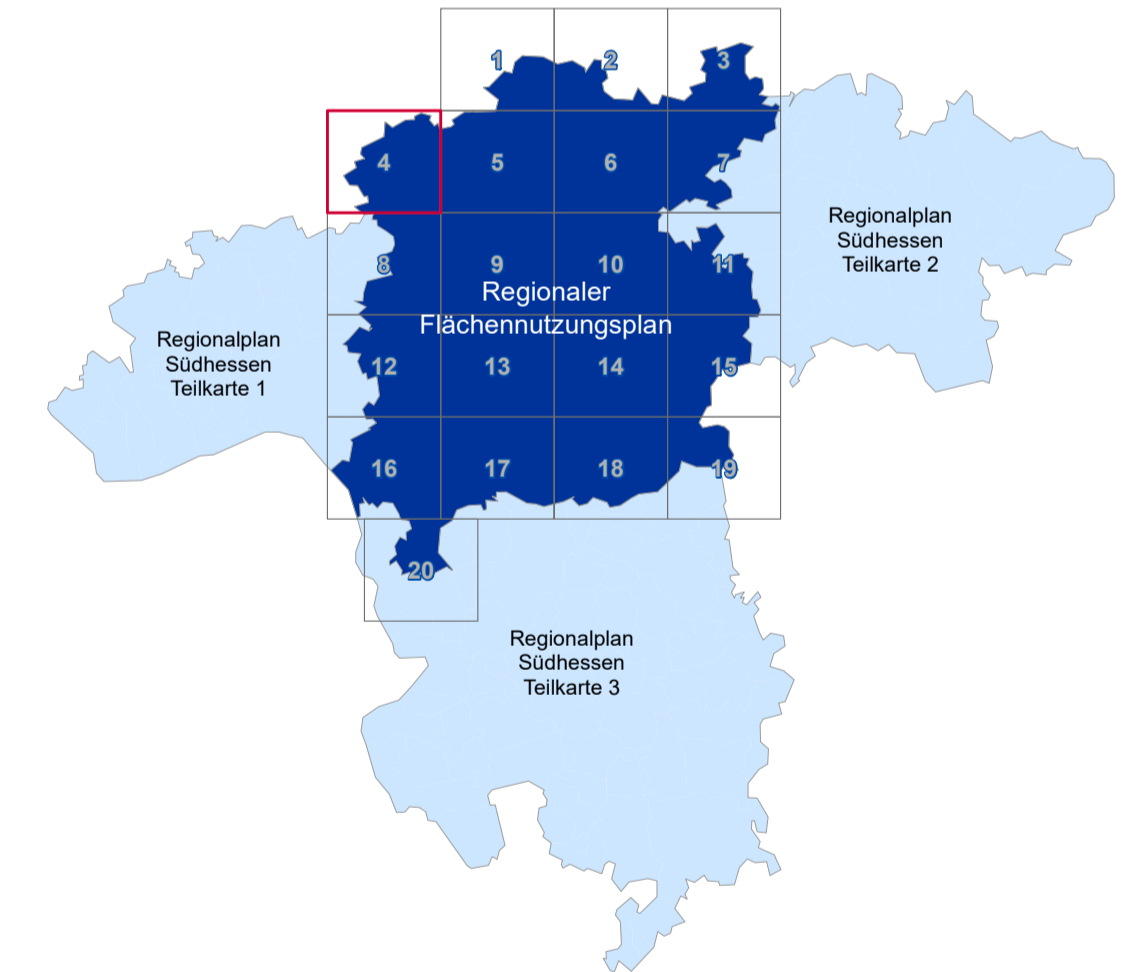 1
2
3
4
5
6
7
Regionalplan
Südhessen
Teilkarte 2
8
9
10
11
Regionaler
Flächennutzungsplan
Regionalplan
Südhessen
Teilkarte 1
12
13
14
15
16
17
18
19
20
Regionalplan
Südhessen
Teilkarte 3